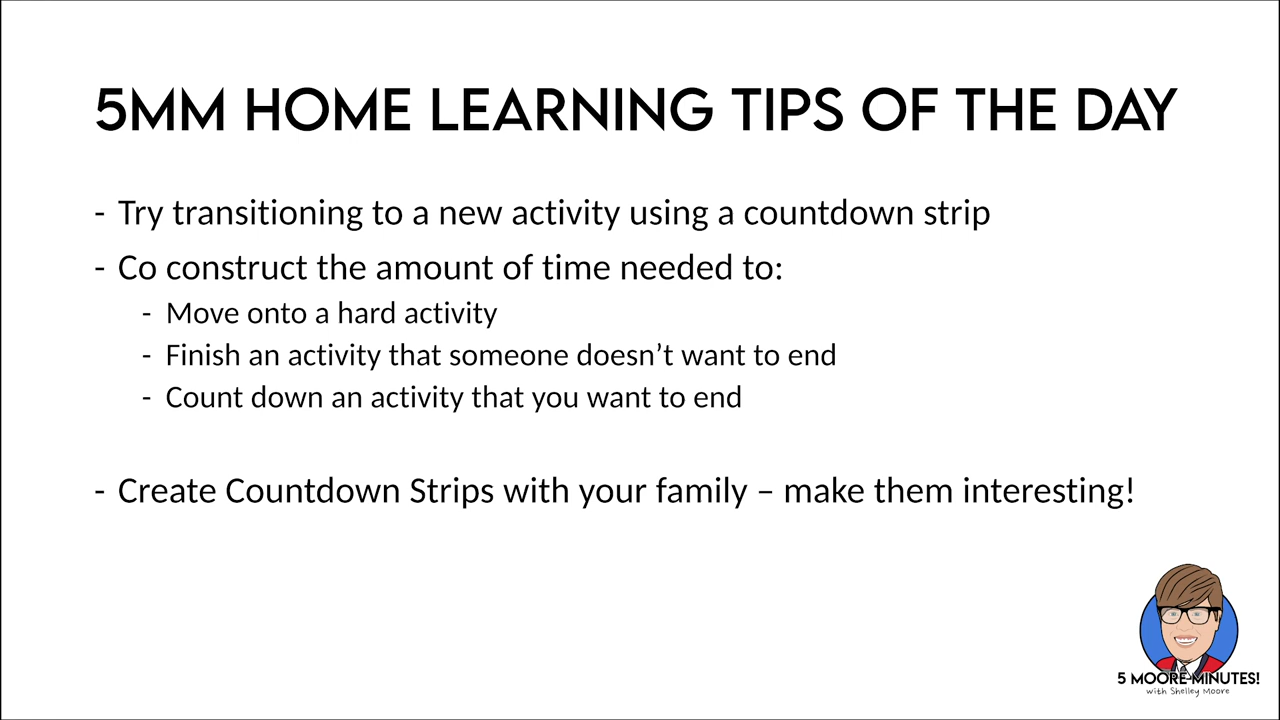 5MM HOME LEARNING TIPS OF THE DAY
- Try transitioning to a new activity using a countdown strip
- Co construct the amount of time needed to:
- Move onto a hard activity
- Finish an activity that someone doesn’t want to end
- Count down an activity that you want to end
- Create Countdown Strips with your family – make them interesting!
5 MOORE MINUTES!
with Shelley Moore